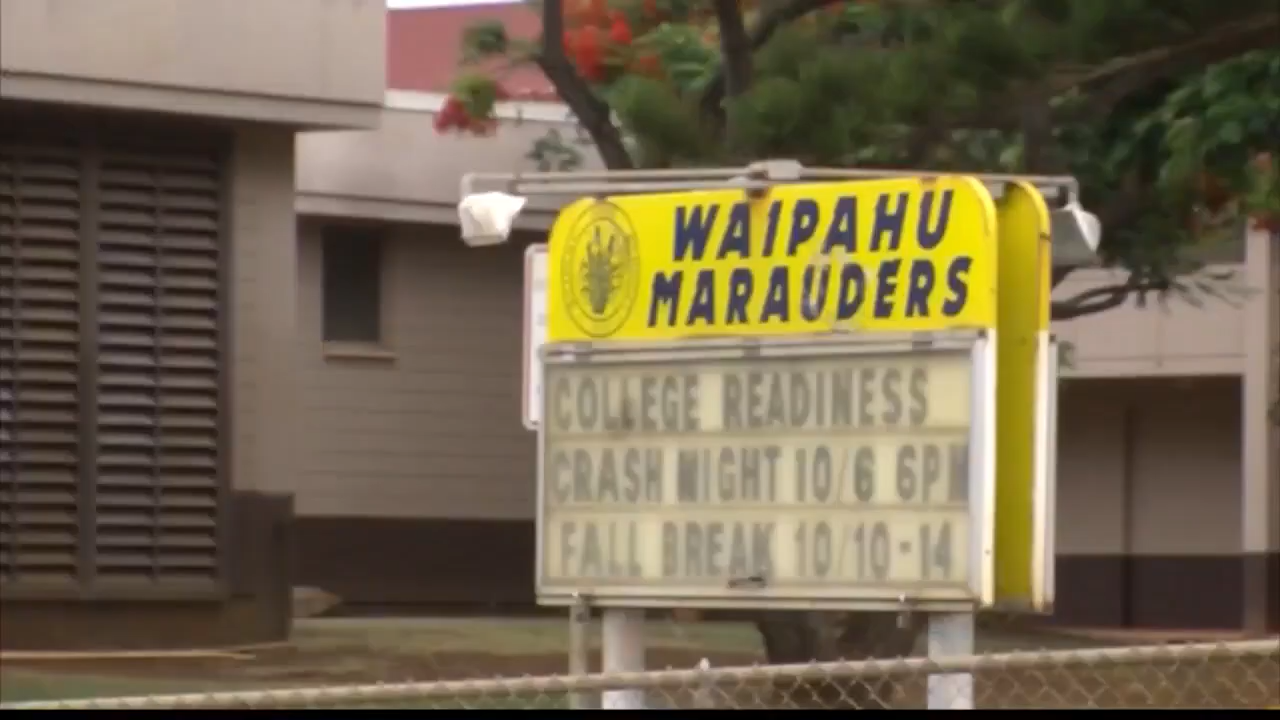 WAIPAHU
MARAUDERS
COLLEGE READINESS
CRASH NIGHT 10/6 6PM
FALL BREAK 10/10-14